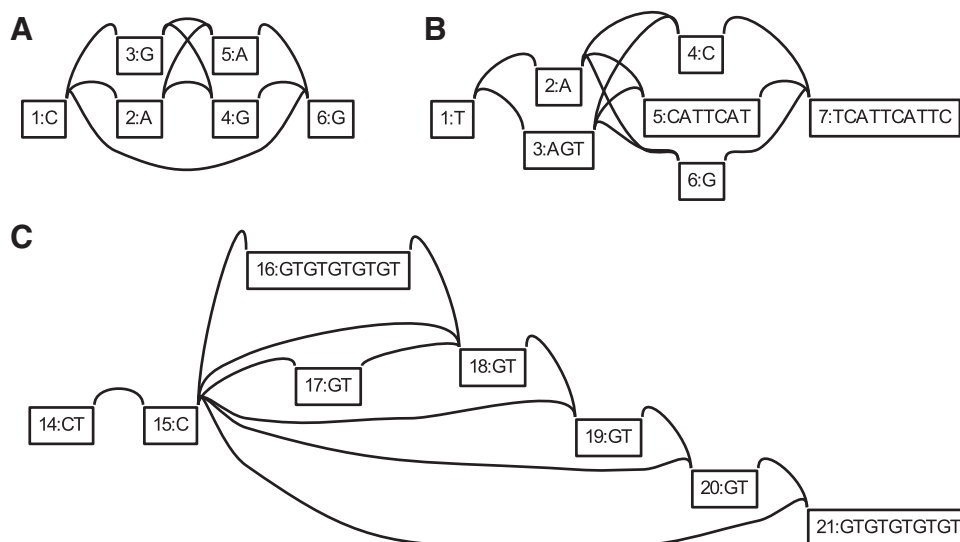 A
3:G
5:A
1:C
2:A
4:G
6:G
B
4:C
2:A
1:T
5:CATTCAT
7:TCATTCATTC
3:AGT
6:G
C
16:GTGTGTGTGT
18:GT
17:GT
14:CT
15:C
19:GT
20:GT
21:GTGTGTGTGT